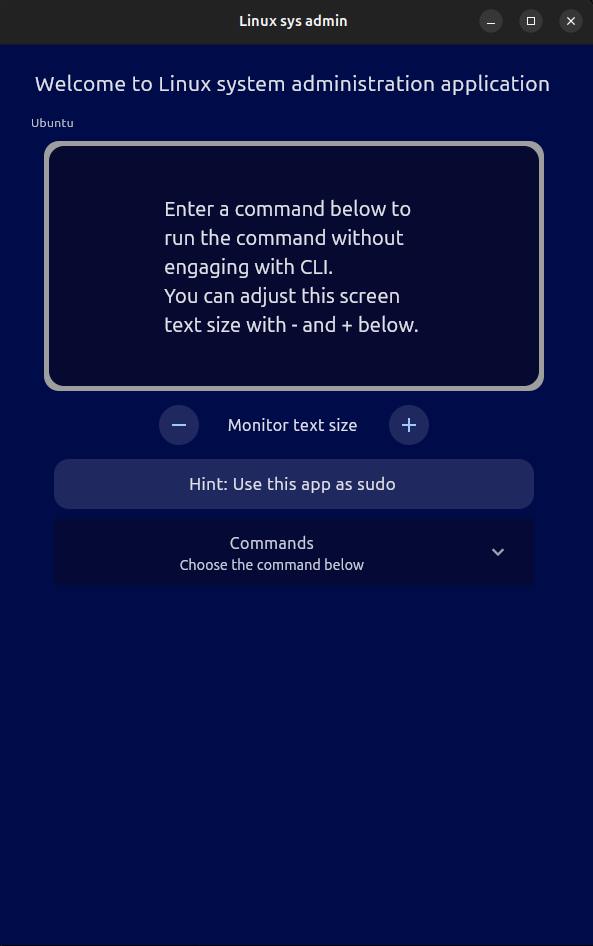 Linux sys admin
Welcome to Linux system administration application
Ubuntu
Enter a command below to
run the command without
engaging with CLI.
You can adjust this screen
text size with - and + below.
Monitor text size
Hint: Use this app as sudo
Commands
Choose the command below